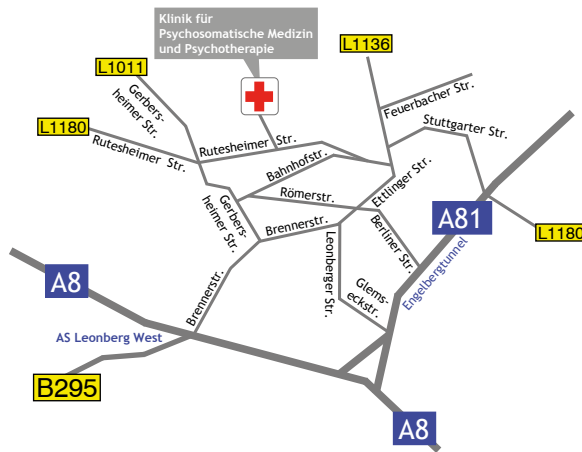 Klinik für
Psychosomatische Medizin
und Psychotherapie
L1136
L1011
Gerbers-
heimer Str.
Feuerbacher Str.
L1180
Rutesheimer Str.
Rutesheimer Str.
Stuttgarter Str.
Bahnhofstr.
Ettlinger Str.
Römerstr.
Gerbers-
heimer Str.
Brennerstr.
Berliner Str.
A81
L1180
Leonberger Str.
Engelbergtunnel
Glems-
eckstr.
A8
Brennerstr.
AS Leonberg West
B295
A8